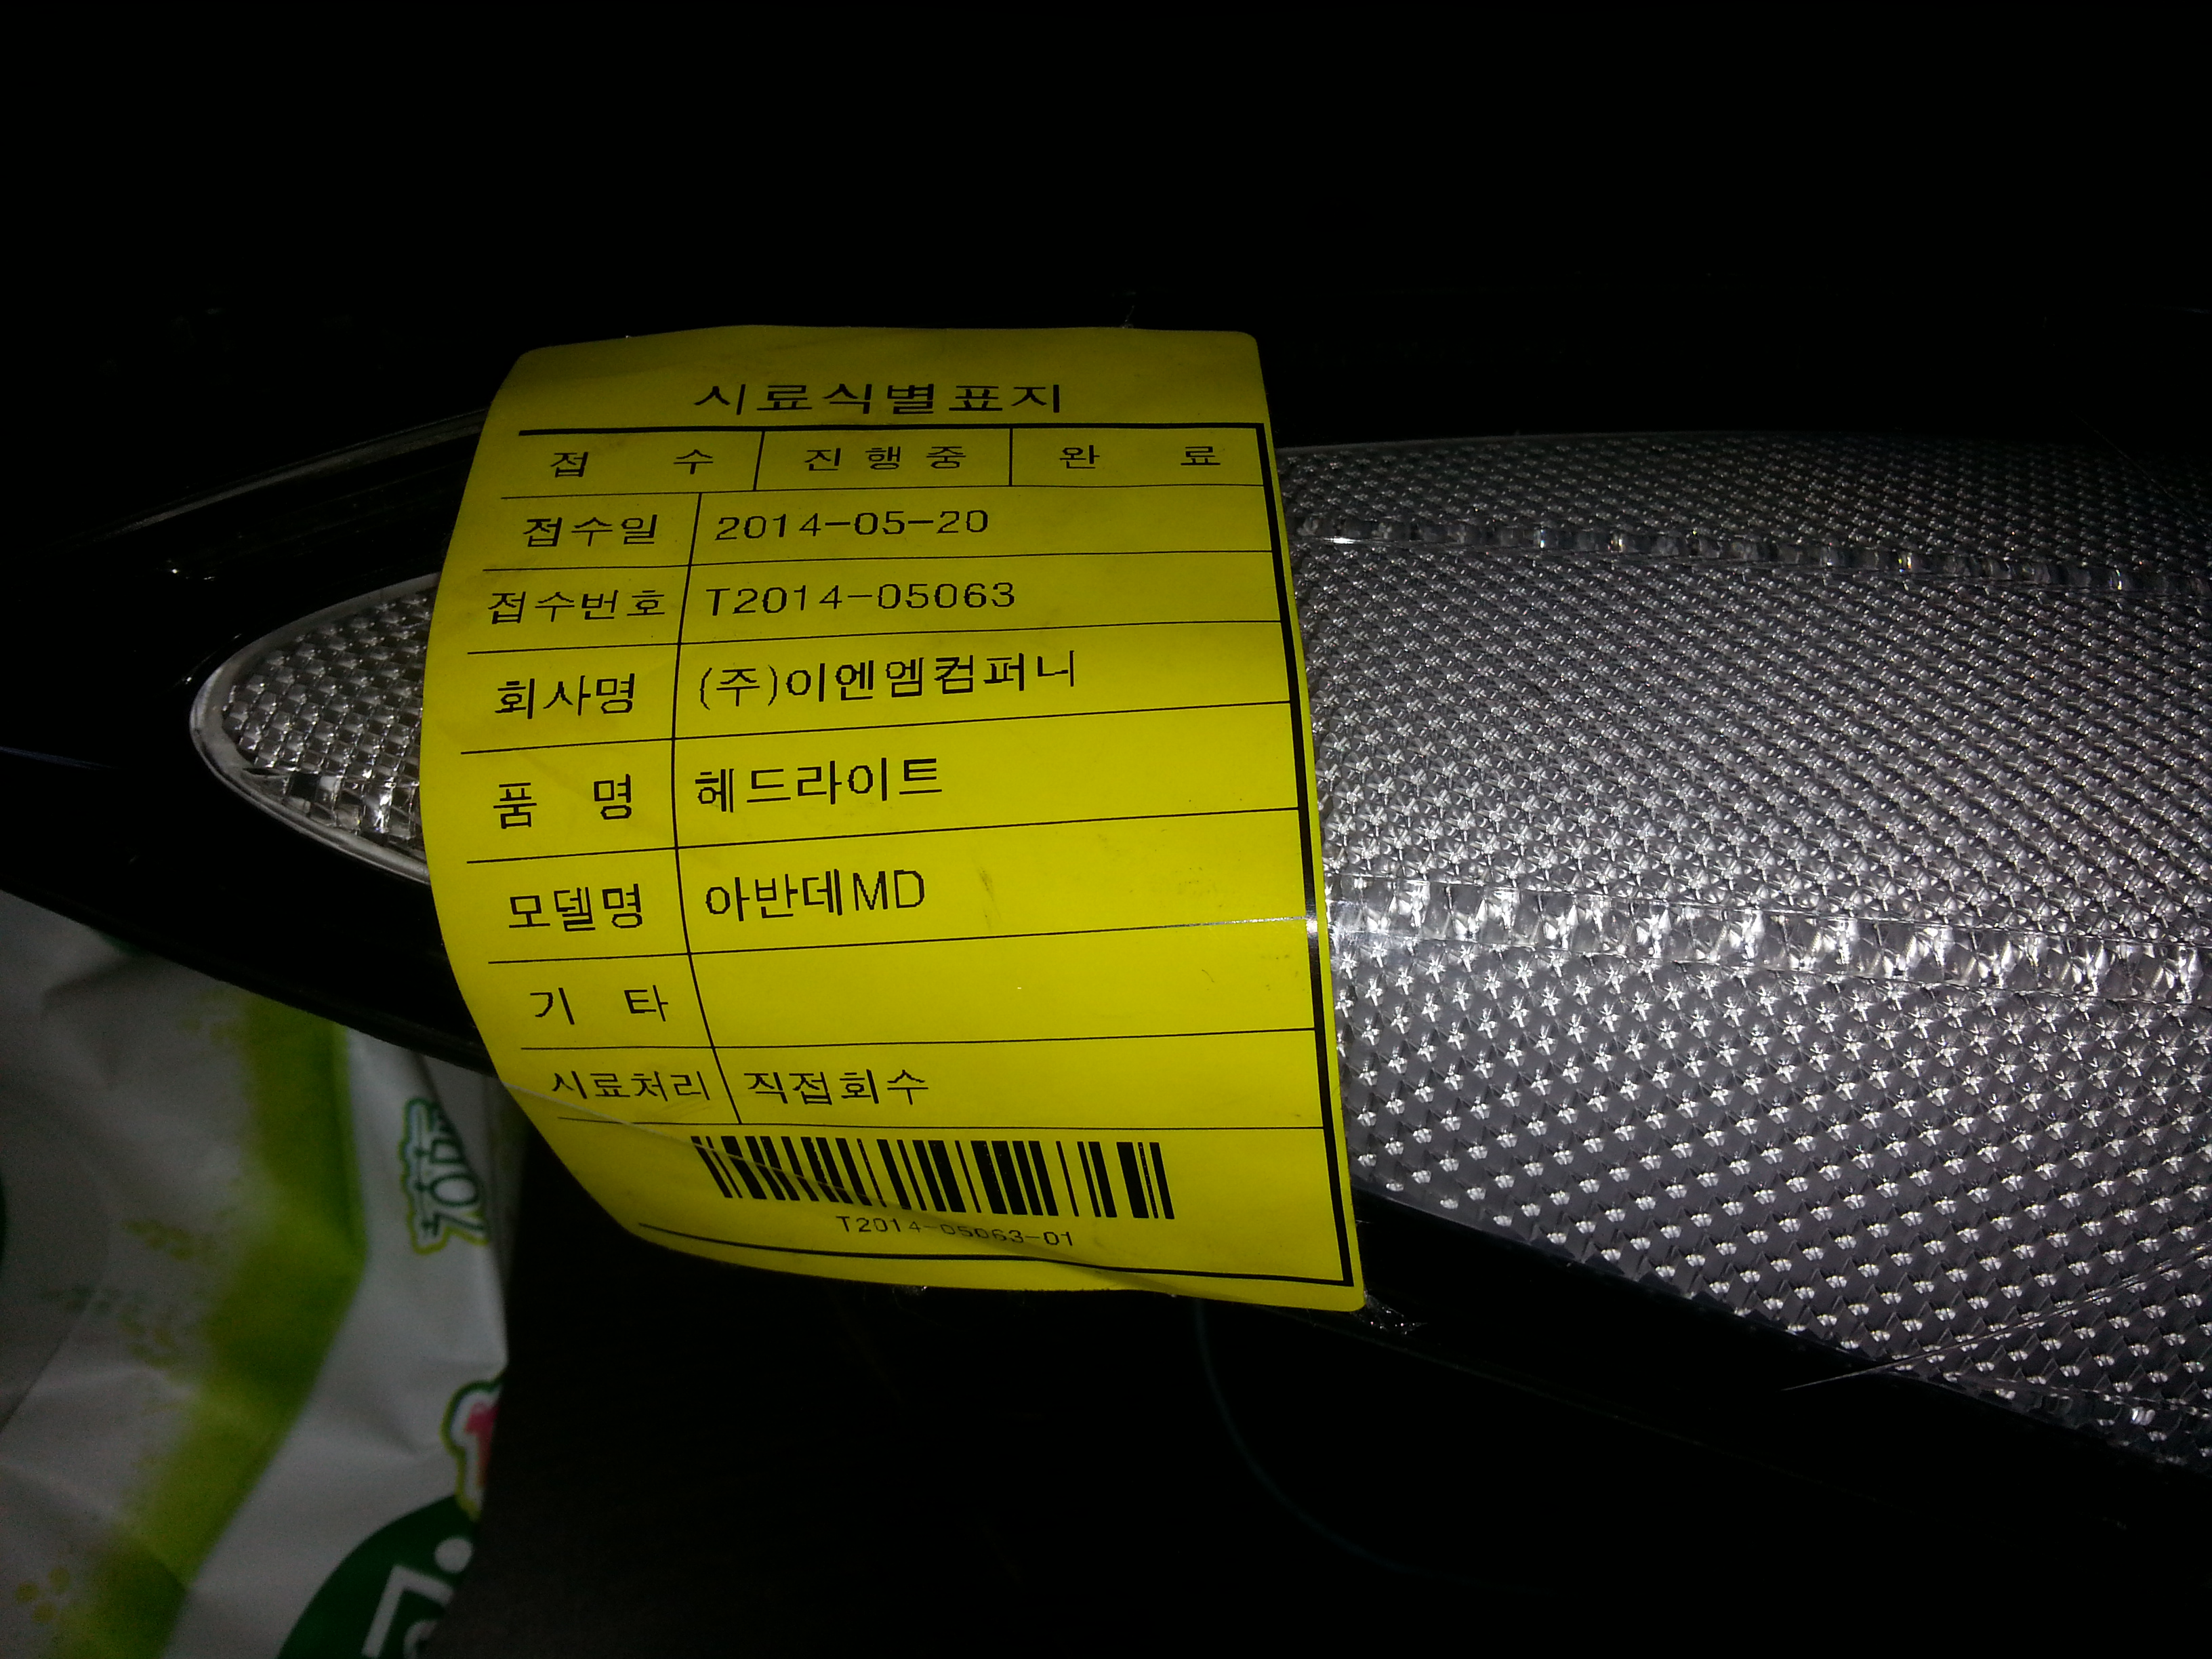 시료식별표지
접 수 진행중 완 료
접수일 2014-05-20
접수번호 T2014-05063
회사명 (주)이엔엠컴퍼니
품 명 헤드라이트
모델명 아반데MD
기 타
시료처리 직접회수
T2014-05063-01